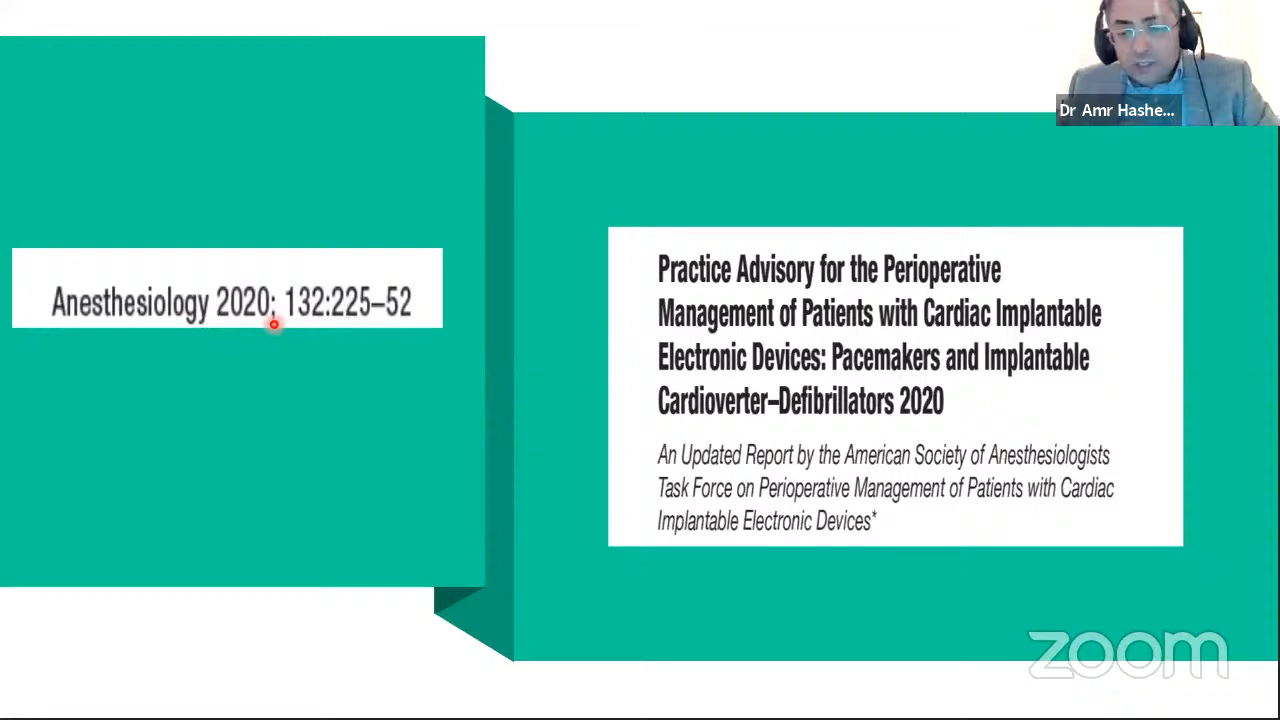 Dr Amr Hashe...
Anesthesiology 2020; 132:225–52
Practice Advisory for the Perioperative
Management of Patients with Cardiac Implantable
Electronic Devices: Pacemakers and Implantable
Cardioverter–Defibrillators 2020
An Updated Report by the American Society of Anesthesiologists
Task Force on Perioperative Management of Patients with Cardiac
Implantable Electronic Devices*
zoom